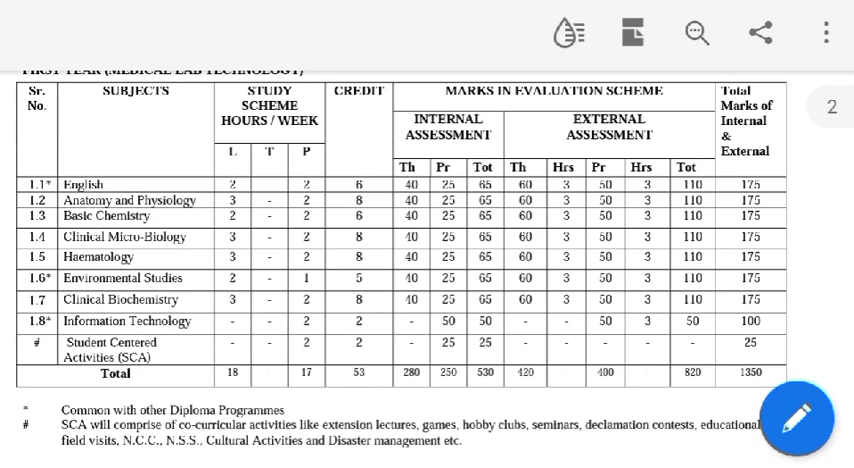 FIRST YEAR (MEDICAL LAB TECHNOLOGY)
2
Sr. No. SUBJECTS STUDY SCHEME HOURS / WEEK CREDIT MARKS IN EVALUATION SCHEME Total Marks of Internal & External
INTERNAL ASSESSMENT EXTERNAL ASSESSMENT
L T P Th Pr Tot Th Hrs Pr Hrs Tot
1.1* English 2 2 6 40 25 65 60 3 50 3 110 175
1.2 Anatomy and Physiology 3 - 2 8 40 25 65 60 3 50 3 110 175
1.3 Basic Chemistry 2 - 2 6 40 25 65 60 3 50 3 110 175
1.4 Clinical Micro-Biology 3 - 2 8 40 25 65 60 3 50 3 110 175
1.5 Haematology 3 - 2 8 40 25 65 60 3 50 3 110 175
1.6* Environmental Studies 2 - 1 5 40 25 65 60 3 50 3 110 175
1.7 Clinical Biochemistry 3 - 2 8 40 25 65 60 3 50 3 110 175
1.8* Information Technology - - 2 2 - 50 50 - - 50 3 50 100
# Student Centered Activities (SCA) - - 2 2 - 25 25 - - - - - 25
Total 18 - 17 53 280 250 530 420 - 400 - 820 1350
* Common with other Diploma Programmes
# SCA will comprise of co-curricular activities like extension lectures, games, hobby clubs, seminars, declamation contests, educational
field visits, N.C.C., N.S.S., Cultural Activities and Disaster management etc.